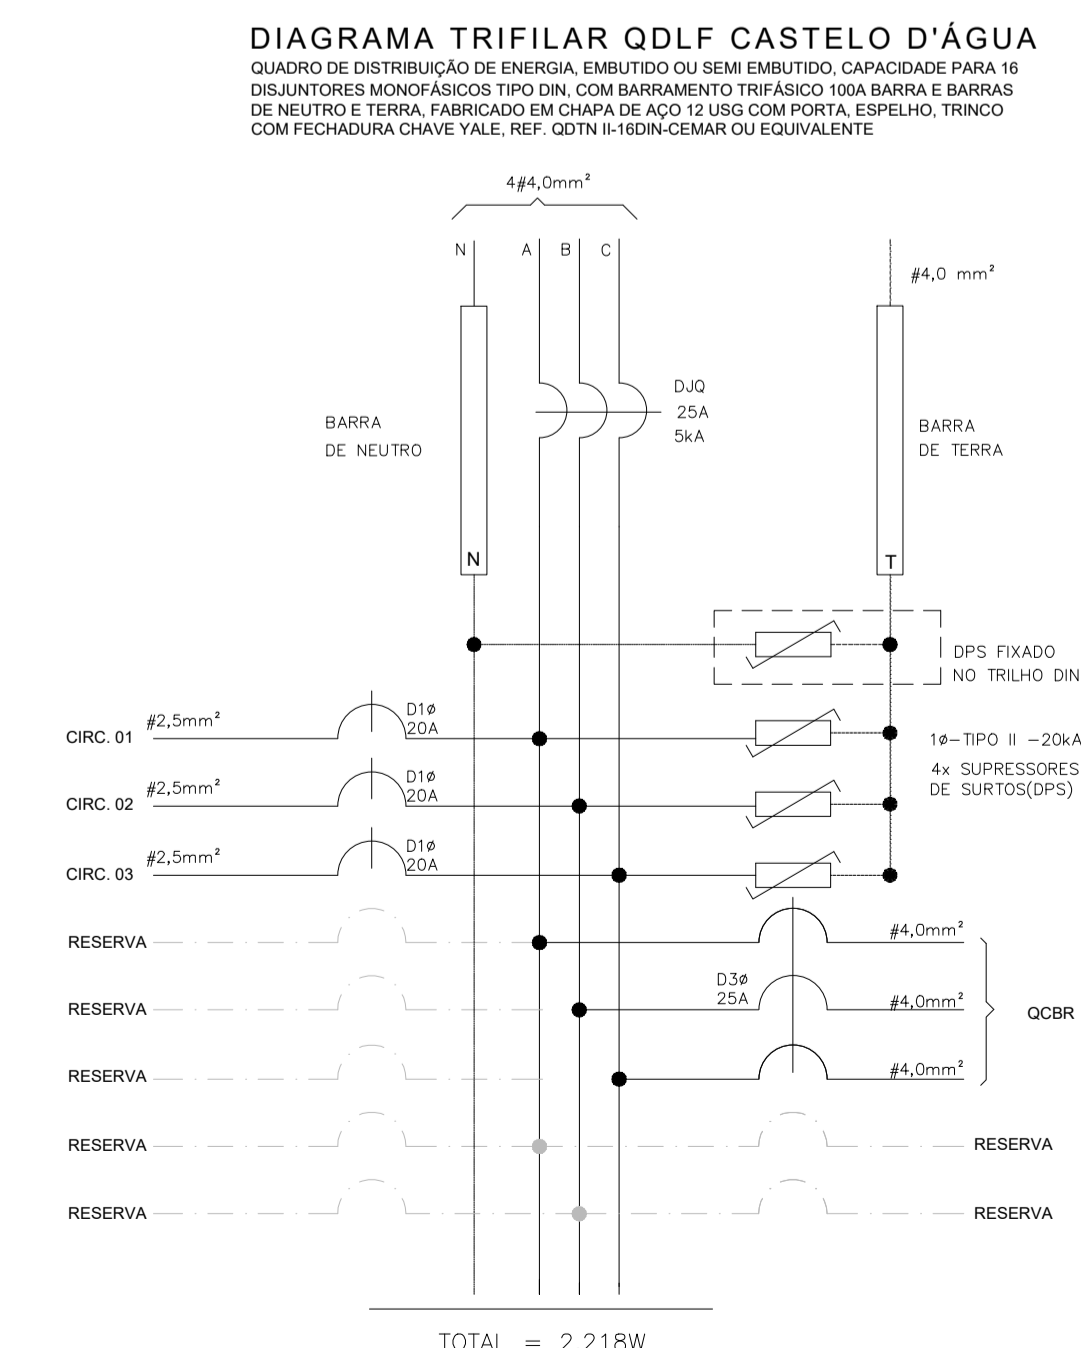 DIAGRAMA TRIFILAR QDLF CASTELO D'ÁGUA
QUADRO DE DISTRIBUIÇÃO DE ENERGIA, EMBUTIDO OU SEMI EMBUTIDO, CAPACIDADE PARA 16
DISJUNTORES MONOFÁSICOS TIPO DIN, COM BARRAMENTO TRIFÁSICO 100A BARRA E BARRAS
DE NEUTRO E TERRA, FABRICADO EM CHAPA DE AÇO 12 USG COM PORTA, ESPELHO, TRINCO
COM FECHADURA CHAVE YALE, REF. QDTN II-16DIN-CEMAR OU EQUIVALENTE
4#4,0mm²
N A B C
#4,0 mm²
DJQ
25A
5kA
BARRA
DE NEUTRO
BARRA
DE TERRA
N
T
DPS FIXADO
NO TRILHO DIN
CIRC. 01 #2,5mm² D1ø
20A
1ø-TIPO II -20kA
4x SUPRESSORES
DE SURTOS(DPS)
CIRC. 02 #2,5mm² D1ø
20A
CIRC. 03 #2,5mm² D1ø
20A
RESERVA #4,0mm²
RESERVA D3ø
25A
#4,0mm²
QCBR
RESERVA #4,0mm²
RESERVA RESERVA
RESERVA RESERVA
TOTAL = 2.218W